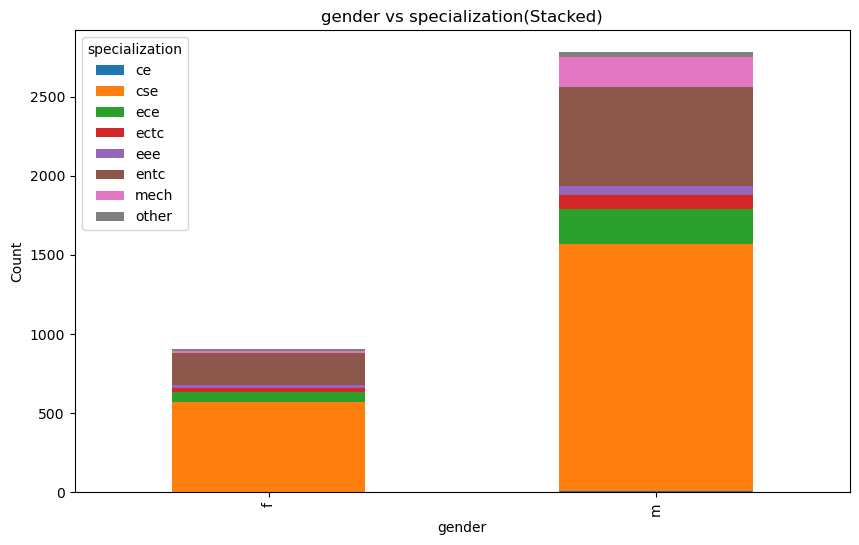 gender vs specialization(Stacked)
specialization
ce
cse
ece
ectc
eee
entc
mech
other
Count
2500
2000
1500
1000
500
0
f
m
gender